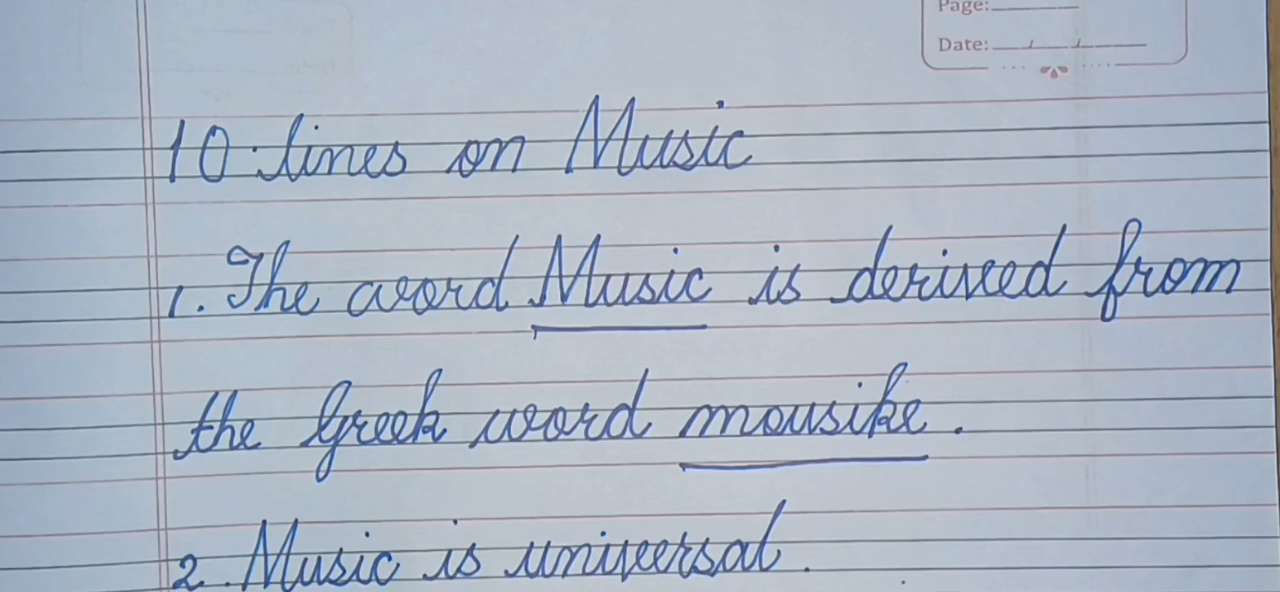 Page:
Date: / /
10 lines on Music
1. The word Music is derived from
the Greek word mousike.
2. Music is universal.